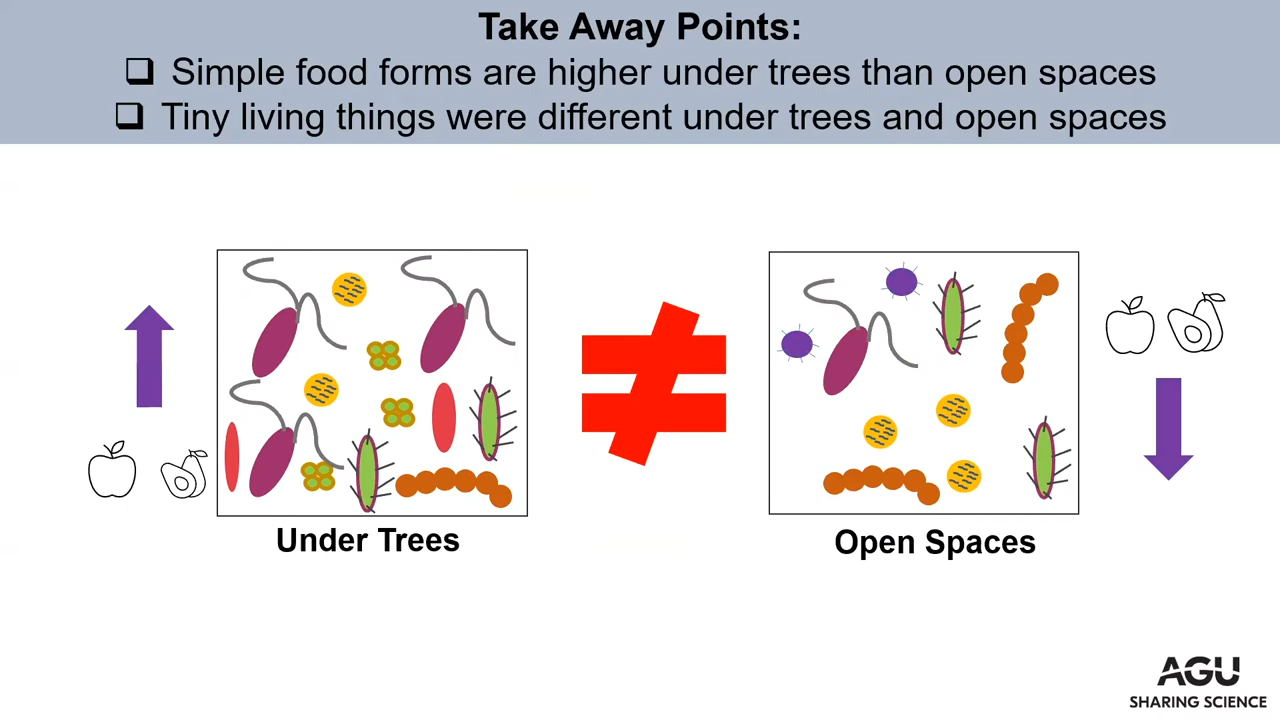 Take Away Points:
❑ Simple food forms are higher under trees than open spaces
❑ Tiny living things were different under trees and open spaces
Under Trees
Open Spaces
AGU
SHARING SCIENCE